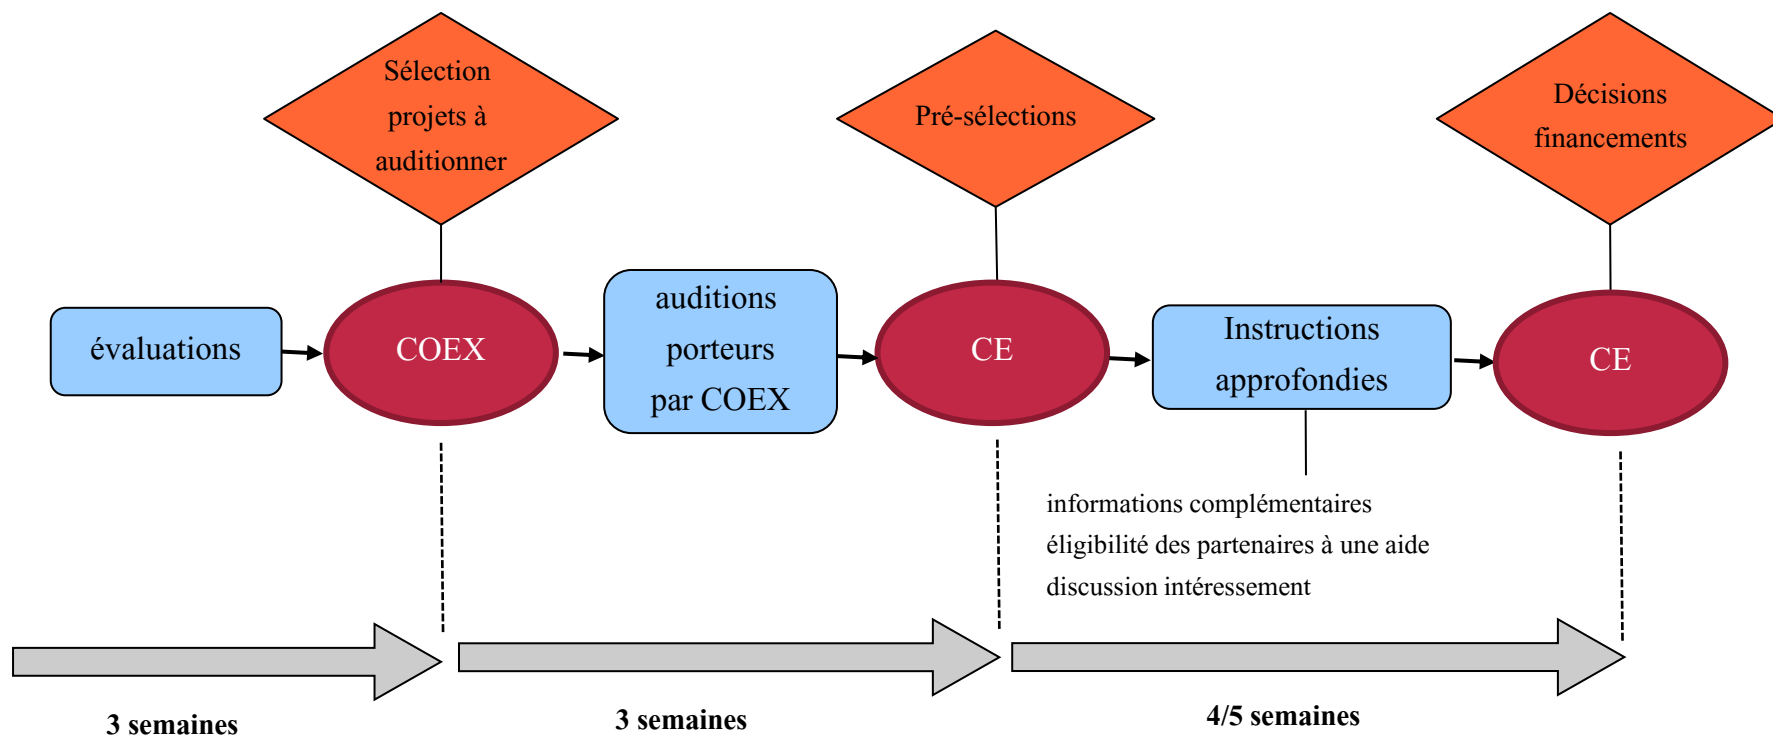 Sélection
projets à
auditionner
Pré-sélections
Décisions
financements
évaluations
COEX
auditions
porteurs
par COEX
CE
Instructions
approfondies
CE
informations complémentaires
éligibilité des partenaires à une aide
discussion intéressement
3 semaines
3 semaines
4/5 semaines